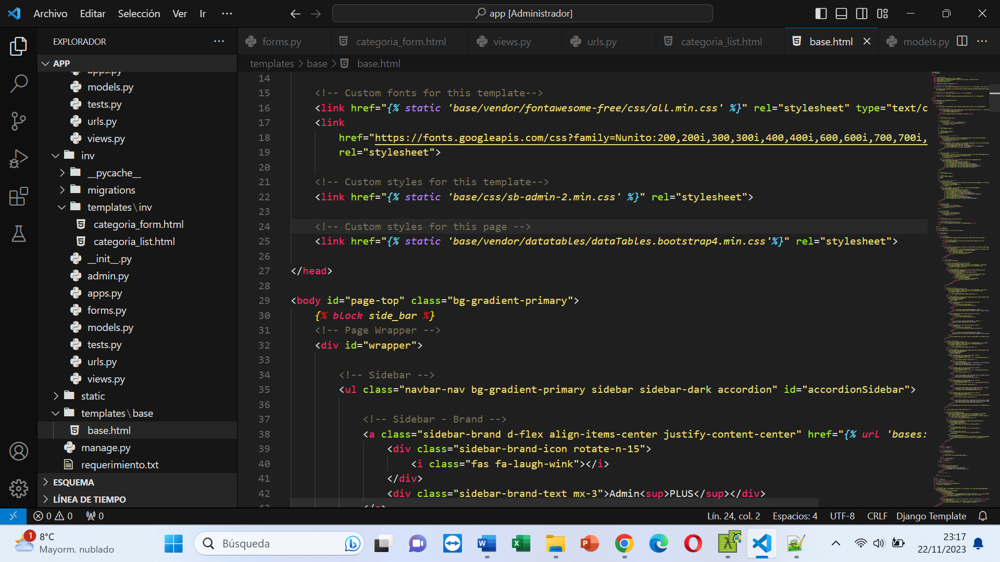 Archivo Editar Selección Ver Ir ···
app [Administrador]
EXPLORADOR ···
forms.py
categoria_form.html
views.py
urls.py
categoria_list.html
base.html
models.py
···
APP
apps.py
models.py
tests.py
urls.py
views.py
inv
__pycache__
migrations
templates\inv
categoria_form.html
categoria_list.html
__init__.py
admin.py
apps.py
forms.py
models.py
tests.py
urls.py
views.py
static
templates\base
base.html
manage.py
requerimiento.txt
ESQUEMA
LÍNEA DE TIEMPO
templates > base > base.html
14
15 <!-- Custom fonts for this template-->
16 <link href="{% static 'base/vendor/fontawesome-free/css/all.min.css' %}" rel="stylesheet" type="text/c
17 <link
18 href="https://fonts.googleapis.com/css?family=Nunito:200,200i,300,300i,400,400i,600,600i,700,700i,
19 rel="stylesheet">
20
21 <!-- Custom styles for this template-->
22 <link href="{% static 'base/css/sb-admin-2.min.css' %}" rel="stylesheet">
23
24 <!-- Custom styles for this page -->
25 <link href="{% static 'base/vendor/datatables/dataTables.bootstrap4.min.css'%}" rel="stylesheet">
26
27 </head>
28
29 <body id="page-top" class="bg-gradient-primary">
30 {% block side_bar %}
31 <!-- Page Wrapper -->
32 <div id="wrapper">
33
34 <!-- Sidebar -->
35 <ul class="navbar-nav bg-gradient-primary sidebar sidebar-dark accordion" id="accordionSidebar">
36
37 <!-- Sidebar - Brand -->
38 <a class="sidebar-brand d-flex align-items-center justify-content-center" href="{% url 'bases:
39 <div class="sidebar-brand-icon rotate-n-15">
40 <i class="fas fa-laugh-wink"></i>
41 </div>
42 <div class="sidebar-brand-text mx-3">Admin<sup>PLUS</sup></div>
43 </a>
0 0 0
Lín. 24, col. 2 Espacios: 4 UTF-8 CRLF Django Template
1
8°C
Mayorm. nublado
Búsqueda
23:17
22/11/2023